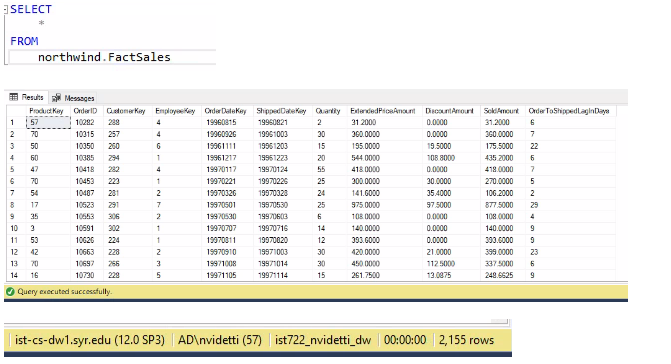 SELECT
*
FROM
northwind.FactSales
Results Messages
ProductKey OrderID CustomerKey EmployeeKey OrderDateKey ShippedDateKey Quantity ExtendedPriceAmount DiscountAmount SoldAmount OrderToShippedLagInDays
1 57 10282 288 4 19960815 19960821 2 31.2000 0.0000 31.2000 6
2 70 10315 257 4 19960926 19961003 30 360.0000 0.0000 360.0000 7
3 50 10350 260 6 19961111 19961203 15 195.0000 19.5000 175.5000 22
4 60 10385 294 1 19961217 19961223 20 544.0000 108.8000 435.2000 6
5 47 10418 282 4 19970117 19970124 55 418.0000 0.0000 418.0000 7
6 70 10453 223 1 19970221 19970226 25 300.0000 30.0000 270.0000 5
7 54 10487 281 2 19970326 19970328 24 141.6000 35.4000 106.2000 2
8 17 10523 291 7 19970501 19970530 25 975.0000 97.5000 877.5000 29
9 35 10553 306 2 19970530 19970603 6 108.0000 0.0000 108.0000 4
10 3 10591 302 1 19970707 19970716 14 140.0000 0.0000 140.0000 9
11 53 10626 224 1 19970811 19970820 12 393.6000 0.0000 393.6000 9
12 42 10663 228 2 19970910 19971003 30 420.0000 21.0000 399.0000 23
13 70 10697 266 3 19971008 19971014 30 450.0000 112.5000 337.5000 6
14 16 10730 228 5 19971105 19971114 15 261.7500 13.0875 248.6625 9
Query executed successfully.
ist-cs-dw1.syr.edu (12.0 SP3) AD\nvidetti (57) ist722_nvidetti_dw 00:00:00 2,155 rows